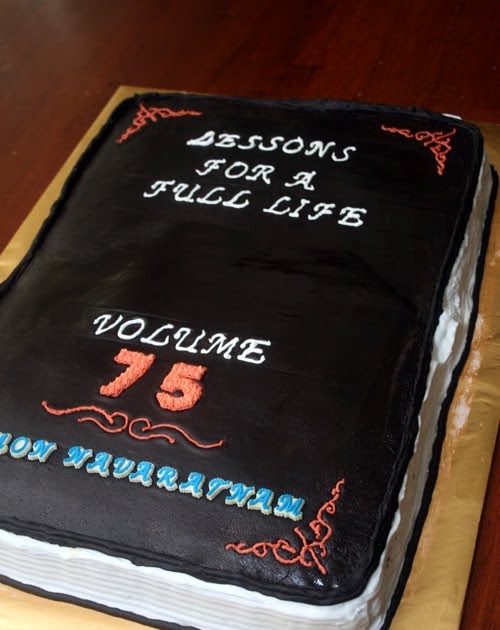 LESSONS
FOR A
FULL LIFE
VOLUME
75
NAVARATNAM